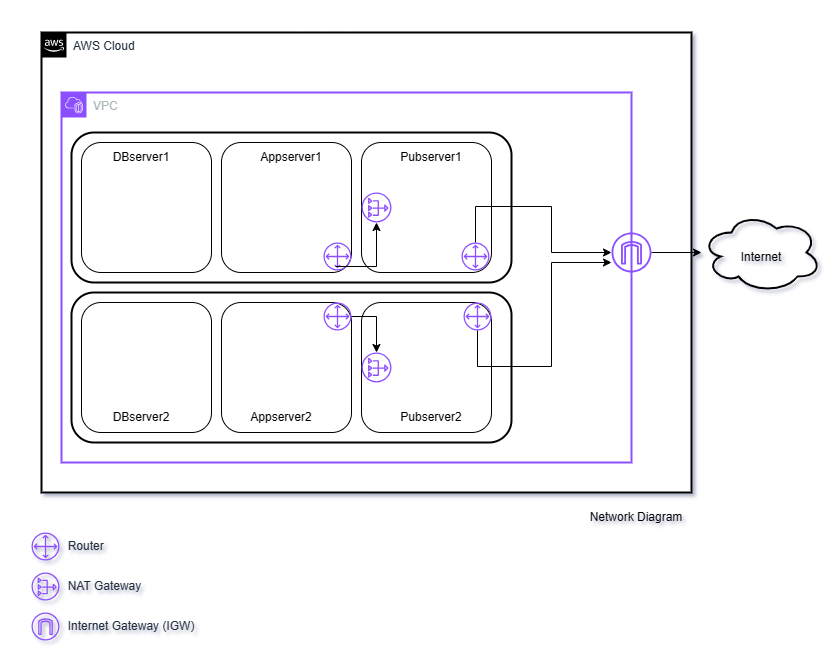 aws
AWS Cloud
VPC
DBserver1
Appserver1
Pubserver1
Internet
DBserver2
Appserver2
Pubserver2
Network Diagram
Router
NAT Gateway
Internet Gateway (IGW)